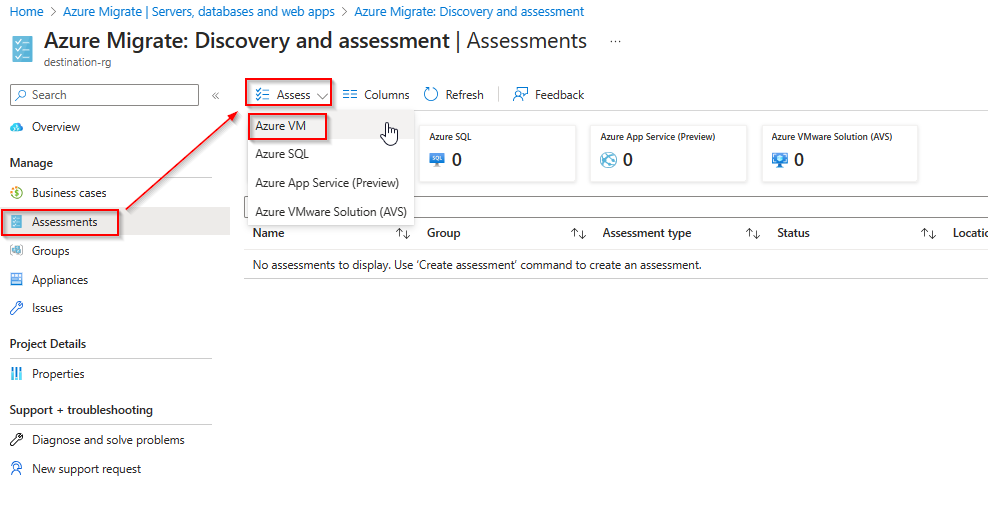 Home > Azure Migrate | Servers, databases and web apps > Azure Migrate: Discovery and assessment >
Azure Migrate: Discovery and assessment | Assessments ...
destination-rg
Search «
Assess Columns Refresh Feedback
Overview
Manage
Business cases
Assessments
Groups
Appliances
Issues
Project Details
Properties
Support + troubleshooting
Diagnose and solve problems
New support request
Azure VM
Azure SQL
Azure App Service (Preview)
Azure VMware Solution (AVS)
Azure SQL
0
Azure App Service (Preview)
0
Azure VMware Solution (AVS)
0
Name Group Assessment type Status Locatio
No assessments to display. Use 'Create assessment' command to create an assessment.